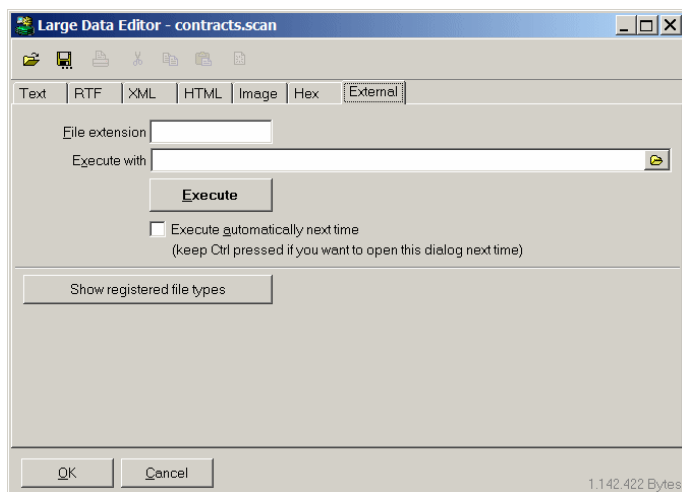 Large Data Editor - contracts.scan
Text RTF XML HTML Image Hex External
File extension
Execute with
Execute
Execute automatically next time
(keep Ctrl pressed if you want to open this dialog next time)
Show registered file types
OK Cancel
1.142.422 Bytes